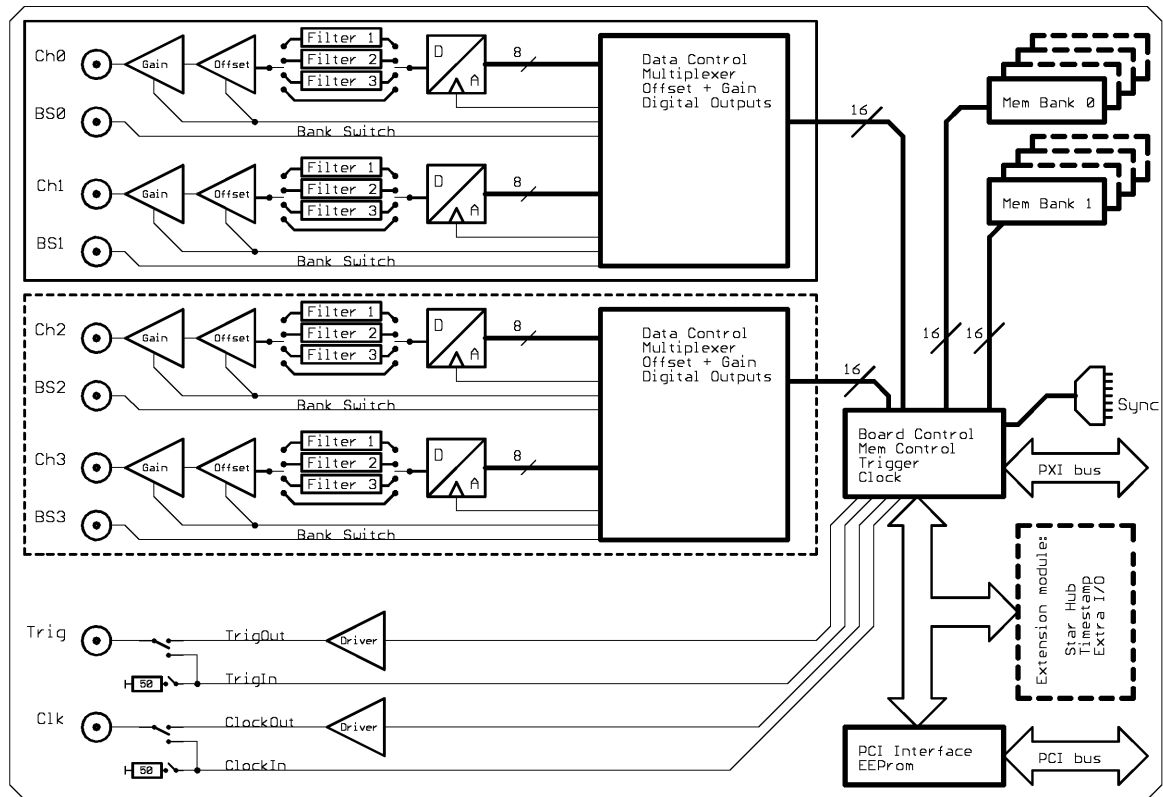 Ch0
Gain
Offset
Filter 1
Filter 2
Filter 3
D
A
8
Data Control
Multiplexer
Offset + Gain
Digital Outputs
16
Mem Bank 0
BS0
Bank Switch
Ch1
Gain
Offset
Filter 1
Filter 2
Filter 3
D
A
8
Mem Bank 1
BS1
Bank Switch
Ch2
Gain
Offset
Filter 1
Filter 2
Filter 3
D
A
8
Data Control
Multiplexer
Offset + Gain
Digital Outputs
16
16
16
BS2
Bank Switch
Sync
Board Control
Mem Control
Trigger
Clock
PXI bus
Ch3
Gain
Offset
Filter 1
Filter 2
Filter 3
D
A
8
BS3
Bank Switch
Extension module:
Star Hub
Timestamp
Extra I/O
Trig
TrigOut
Driver
50
TrigIn
Clk
ClockOut
Driver
50
ClockIn
PCI Interface
EEProm
PCI bus